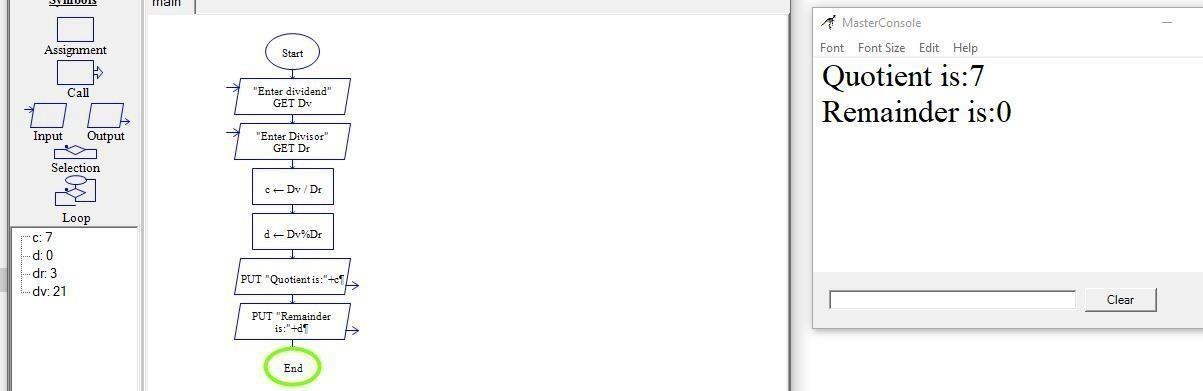 Symbols
Assignment
Call
Input Output
Selection
Loop
c: 7
d: 0
dr: 3
dv: 21
main
Start
"Enter dividend"
GET Dv
"Enter Divisor"
GET Dr
c ← Dv / Dr
d ← Dv%Dr
PUT "Quotient is:"+c¶
PUT "Remainder
is:"+d¶
End
MasterConsole
Font Font Size Edit Help
Quotient is:7
Remainder is:0
Clear